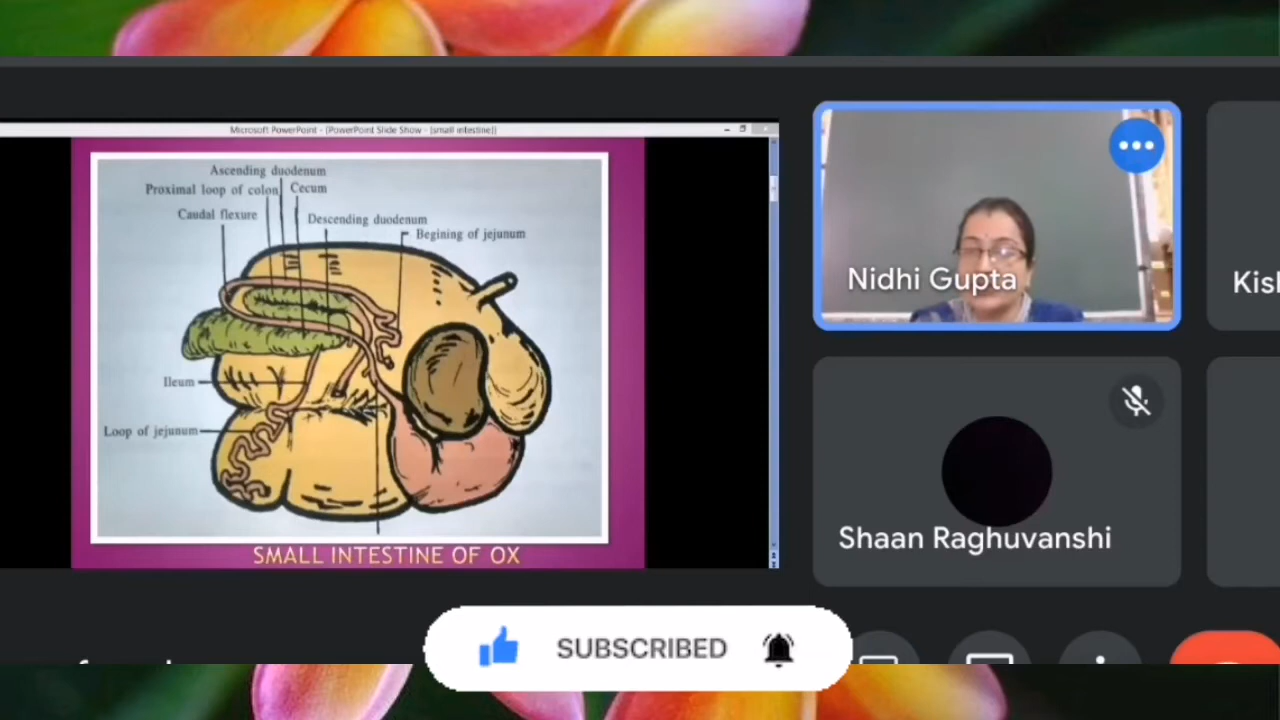 Microsoft PowerPoint - [PowerPoint Slide Show - [small intestine]]
Ascending duodenum
Proximal loop of colon
Cecum
Caudal flexure
Descending duodenum
Begining of jejunum
Ileum
Loop of jejunum
SMALL INTESTINE OF OX
Nidhi Gupta
Shaan Raghuvanshi
SUBSCRIBED